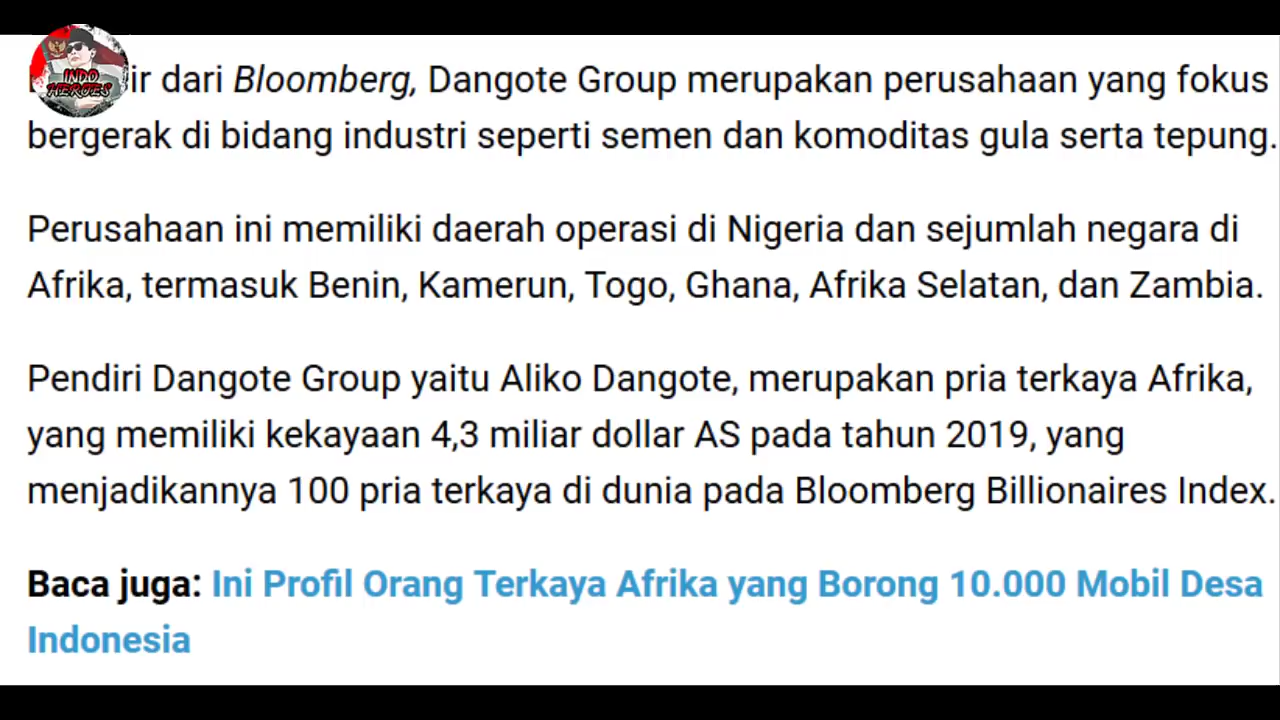 INDO
HEROES
dari Bloomberg, Dangote Group merupakan perusahaan yang fokus
bergerak di bidang industri seperti semen dan komoditas gula serta tepung.
Perusahaan ini memiliki daerah operasi di Nigeria dan sejumlah negara di
Afrika, termasuk Benin, Kamerun, Togo, Ghana, Afrika Selatan, dan Zambia.
Pendiri Dangote Group yaitu Aliko Dangote, merupakan pria terkaya Afrika,
yang memiliki kekayaan 4,3 miliar dollar AS pada tahun 2019, yang
menjadikannya 100 pria terkaya di dunia pada Bloomberg Billionaires Index.
Baca juga: Ini Profil Orang Terkaya Afrika yang Borong 10.000 Mobil Desa
Indonesia